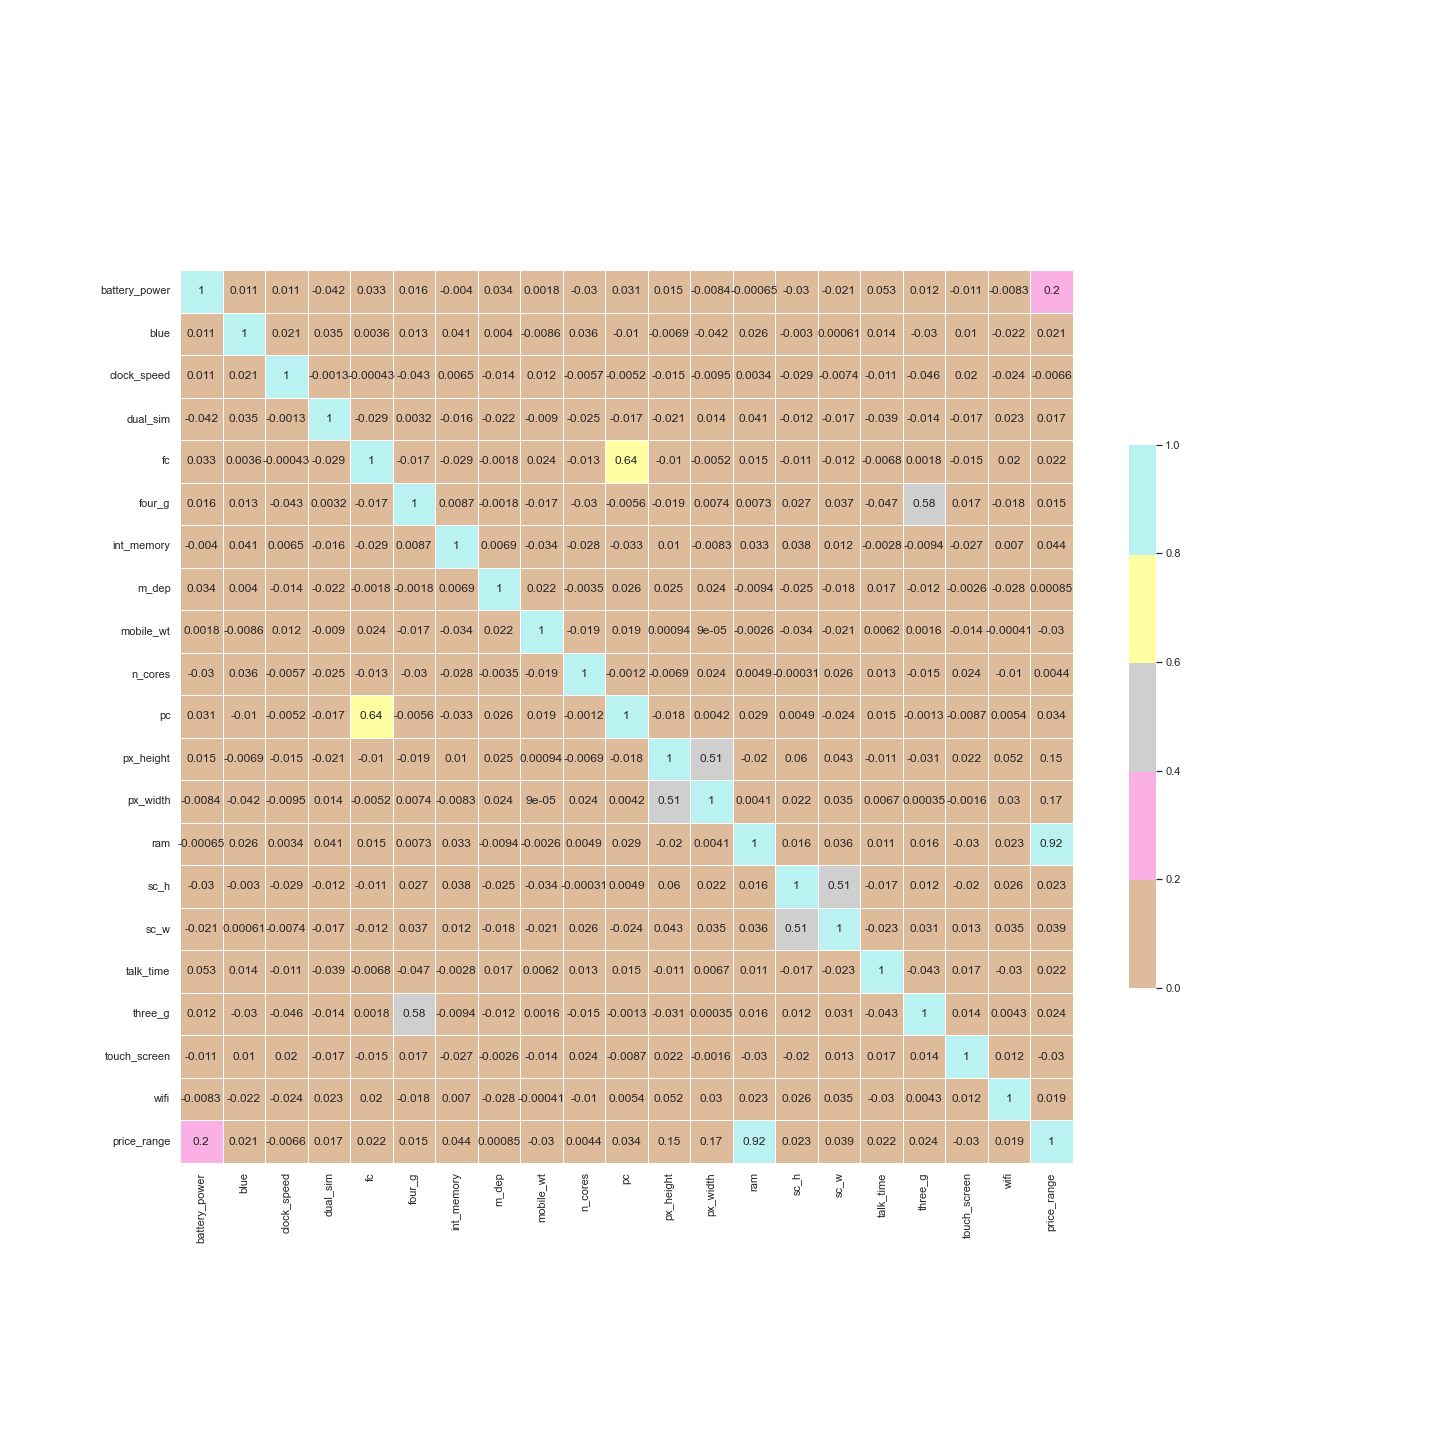 battery_power 1 0.011 0.011 -0.042 0.033 0.016 -0.004 0.034 0.0018 -0.03 0.031 0.015 -0.0084 -0.00065 -0.03 -0.021 0.053 0.012 -0.011 -0.0083 0.2
blue 0.011 1 0.021 0.035 0.0036 0.013 0.041 0.004 -0.0086 0.036 -0.01 -0.0069 -0.042 0.026 -0.003 0.00061 0.014 -0.03 0.01 -0.022 0.021
clock_speed 0.011 0.021 1 -0.0013 -0.00043 -0.043 0.0065 -0.014 0.012 -0.0057 -0.0052 -0.015 -0.0095 0.0034 -0.029 -0.0074 -0.011 -0.046 0.02 -0.024 -0.0066
dual_sim -0.042 0.035 -0.0013 1 -0.029 0.0032 -0.016 -0.022 -0.009 -0.025 -0.017 -0.021 0.014 0.041 -0.012 -0.017 -0.039 -0.014 -0.017 0.023 0.017
fc 0.033 0.0036 -0.00043 -0.029 1 -0.017 -0.029 -0.0018 0.024 -0.013 0.64 -0.01 -0.0052 0.015 -0.011 -0.012 -0.0068 0.0018 -0.015 0.02 0.022
four_g 0.016 0.013 -0.043 0.0032 -0.017 1 0.0087 -0.0018 -0.017 -0.03 -0.0056 -0.019 0.0074 0.0073 0.027 0.037 -0.047 0.58 0.017 -0.018 0.015
int_memory -0.004 0.041 0.0065 -0.016 -0.029 0.0087 1 0.0069 -0.034 -0.028 -0.033 0.01 -0.0083 0.033 0.038 0.012 -0.0028 -0.0094 -0.027 0.007 0.044
m_dep 0.034 0.004 -0.014 -0.022 -0.0018 -0.0018 0.0069 1 0.022 -0.0035 0.026 0.025 0.024 -0.0094 -0.025 -0.018 0.017 -0.012 -0.0026 -0.028 0.00085
mobile_wt 0.0018 -0.0086 0.012 -0.009 0.024 -0.017 -0.034 0.022 1 -0.019 0.019 0.00094 9e-05 -0.0026 -0.034 -0.021 0.0062 0.0016 -0.014 -0.00041 -0.03
n_cores -0.03 0.036 -0.0057 -0.025 -0.013 -0.03 -0.028 -0.0035 -0.019 1 -0.0012 -0.0069 0.024 0.0049 -0.00031 0.026 0.013 -0.015 0.024 -0.01 0.0044
pc 0.031 -0.01 -0.0052 -0.017 0.64 -0.0056 -0.033 0.026 0.019 -0.0012 1 -0.018 0.0042 0.029 0.0049 -0.024 0.015 -0.0013 -0.0087 0.0054 0.034
px_height 0.015 -0.0069 -0.015 -0.021 -0.01 -0.019 0.01 0.025 0.00094 -0.0069 -0.018 1 0.51 -0.02 0.06 0.043 -0.011 -0.031 0.022 0.052 0.15
px_width -0.0084 -0.042 -0.0095 0.014 -0.0052 0.0074 -0.0083 0.024 9e-05 0.024 0.0042 0.51 1 0.0041 0.022 0.035 0.0067 0.00035 -0.0016 0.03 0.17
ram -0.00065 0.026 0.0034 0.041 0.015 0.0073 0.033 -0.0094 -0.0026 0.0049 0.029 -0.02 0.0041 1 0.016 0.036 0.011 0.016 -0.03 0.023 0.92
sc_h -0.03 -0.003 -0.029 -0.012 -0.011 0.027 0.038 -0.025 -0.034 -0.00031 0.0049 0.06 0.022 0.016 1 0.51 -0.017 0.012 -0.02 0.026 0.023
sc_w -0.021 0.00061 -0.0074 -0.017 -0.012 0.037 0.012 -0.018 -0.021 0.026 -0.024 0.043 0.035 0.036 0.51 1 -0.023 0.031 0.013 0.035 0.039
talk_time 0.053 0.014 -0.011 -0.039 -0.0068 -0.047 -0.0028 0.017 0.0062 0.013 0.015 -0.011 0.0067 0.011 -0.017 -0.023 1 -0.043 0.017 -0.03 0.022
three_g 0.012 -0.03 -0.046 -0.014 0.0018 0.58 -0.0094 -0.012 0.0016 -0.015 -0.0013 -0.031 0.00035 0.016 0.012 0.031 -0.043 1 0.014 0.0043 0.024
touch_screen -0.011 0.01 0.02 -0.017 -0.015 0.017 -0.027 -0.0026 -0.014 0.024 -0.0087 0.022 -0.0016 -0.03 -0.02 0.013 0.017 0.014 1 0.012 -0.03
wifi -0.0083 -0.022 -0.024 0.023 0.02 -0.018 0.007 -0.028 -0.00041 -0.01 0.0054 0.052 0.03 0.023 0.026 0.035 -0.03 0.0043 0.012 1 0.019
price_range 0.2 0.021 -0.0066 0.017 0.022 0.015 0.044 0.00085 -0.03 0.0044 0.034 0.15 0.17 0.92 0.023 0.039 0.022 0.024 -0.03 0.019 1
battery_power blue clock_speed dual_sim fc four_g int_memory m_dep mobile_wt n_cores pc px_height px_width ram sc_h sc_w talk_time three_g touch_screen wifi price_range
1.0
0.8
0.6
0.4
0.2
0.0